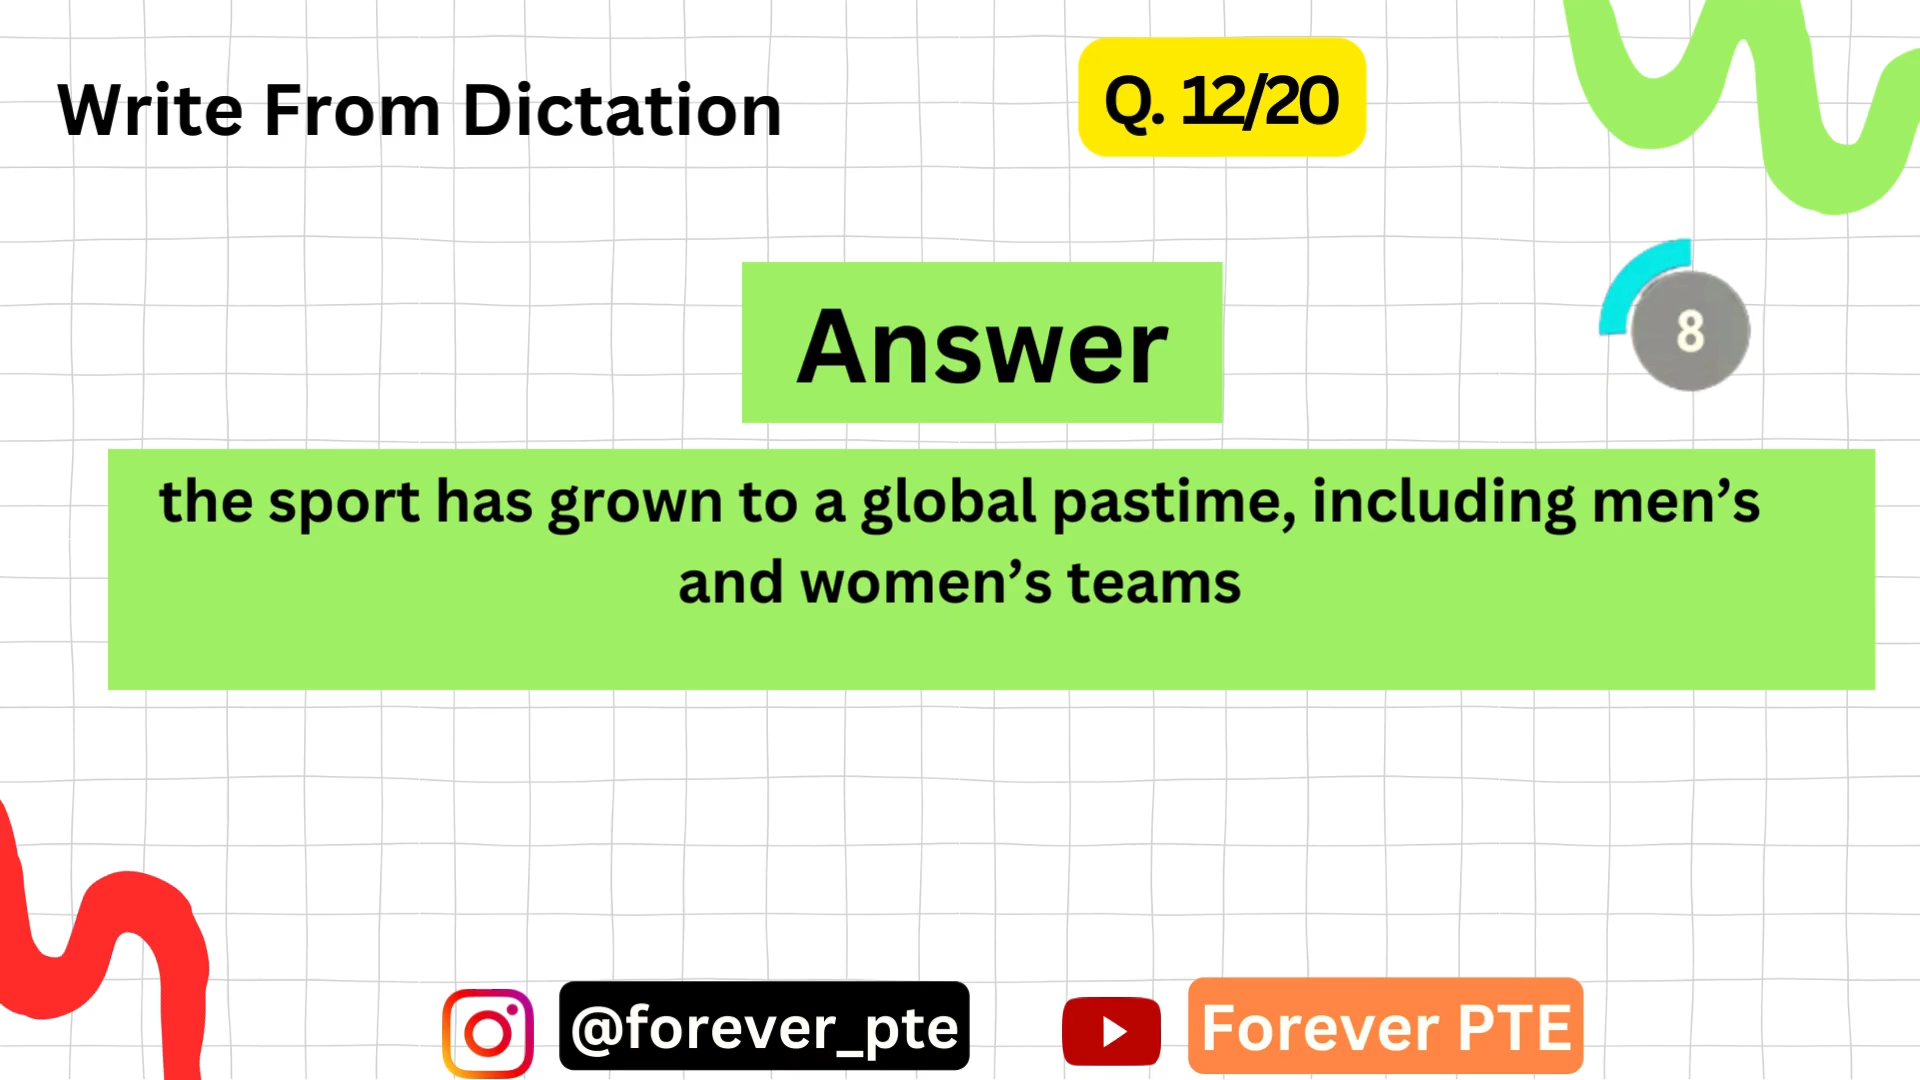 Write From Dictation
Q. 12/20
Answer
8
the sport has grown to a global pastime, including men’s
and women’s teams
@forever_pte
Forever PTE